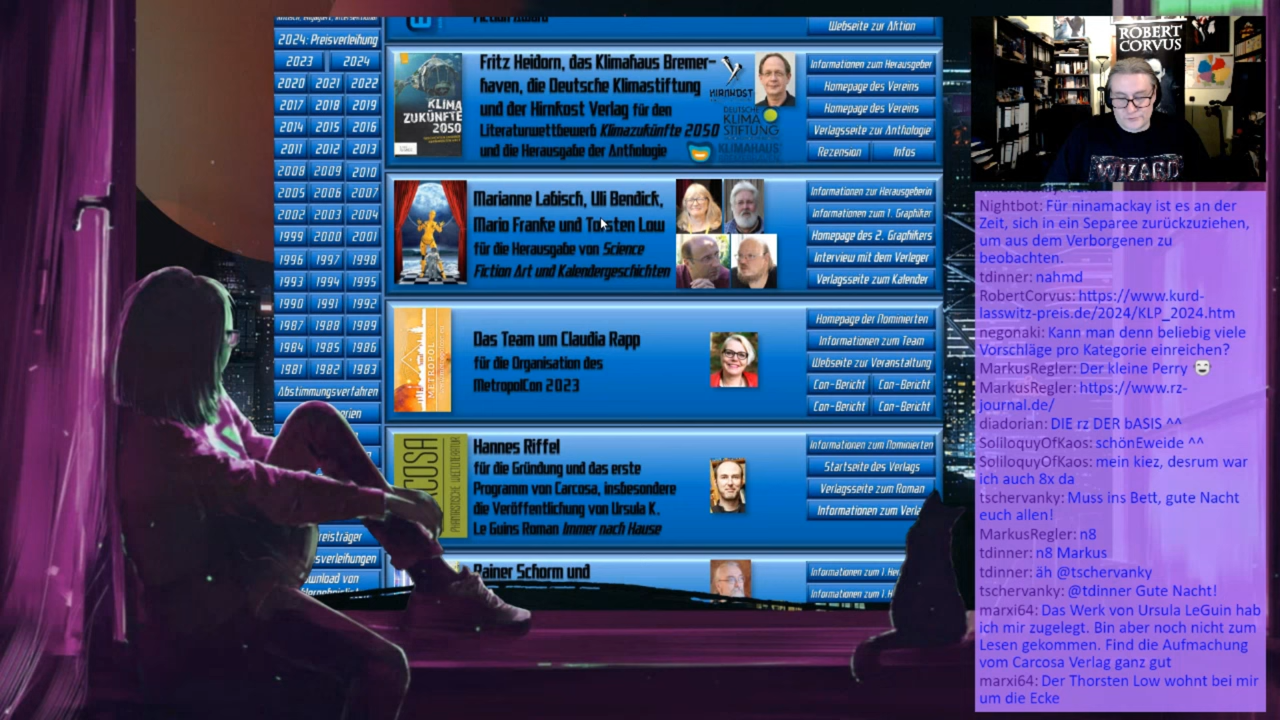 Webseite zur Aktion
2024: Preisverleihung
2023 2024
2020 2021 2022
2017 2018 2019
2014 2015 2016
2011 2012 2013
2008 2009 2010
2005 2006 2007
2002 2003 2004
1999 2000 2001
1996 1997 1998
1993 1994 1995
1990 1991 1992
1987 1988 1989
1984 1985 1986
1981 1982 1983
Abstimmungsverfahren
Fritz Heidorn, das Klimahaus Bremer-
haven, die Deutsche Klimastiftung
und der Hirnkost Verlag für den
Literaturwettbewerb Klimazukünfte 2050
und die Herausgabe der Anthologie
KLIMA
ZUKÜNFTE
2050
HIRNKOST
DEUTSCHE
KLIMA
STIFTUNG
KLIMAHAUS
Informationen zum Herausgeber
Homepage des Vereins
Homepage des Vereins
Verlagsseite zur Anthologie
Rezension Infos
Marianne Labisch, Uli Bendick,
Mario Franke und Torsten Low
für die Herausgabe von Science
Fiction Art und Kalendergeschichten
Informationen zur Herausgeberin
Informationen zum 1. Graphiker
Homepage des 2. Graphikers
Interview mit dem Verleger
Verlagsseite zum Kalender
METROPOL
Das Team um Claudia Rapp
für die Organisation des
MetropolCon 2023
Homepage der Nominierten
Informationen zum Team
Webseite zur Veranstaltung
Con-Bericht Con-Bericht
Con-Bericht Con-Bericht
Hannes Riffel
für die Gründung und das erste
Programm von Carcosa, insbesondere
die Veröffentlichung von Ursula K.
Le Guins Roman Immer nach Hause
Informationen zum Nominierten
Startseite des Verlags
Verlagsseite zum Roman
Informationen zum Verla
Rainer Schorm und
ROBERT
CORVUS
WIZARD
Nightbot: Für ninamackay ist es an der
Zeit, sich in ein Separee zurückzuziehen,
um aus dem Verborgenen zu
beobachten.
tdinner: nahmd
RobertCorvus: https://www.kurd-
lasswitz-preis.de/2024/KLP_2024.htm
negonaki: Kann man denn beliebig viele
Vorschläge pro Kategorie einreichen?
MarkusRegler: Der kleine Perry
MarkusRegler: https://www.rz-
journal.de/
diadorian: DIE rz DER bASIS ^^
SoliloquyOfKaos: schönEweide ^^
SoliloquyOfKaos: mein kiez, desrum war
ich auch 8x da
tschervanky: Muss ins Bett, gute Nacht
euch allen!
MarkusRegler: n8
tdinner: n8 Markus
tdinner: äh @tschervanky
tschervanky: @tdinner Gute Nacht!
marxi64: Das Werk von Ursula LeGuin hab
ich mir zugelegt. Bin aber noch nicht zum
Lesen gekommen. Find die Aufmachung
vom Carcosa Verlag ganz gut
marxi64: Der Thorsten Low wohnt bei mir
um die Ecke